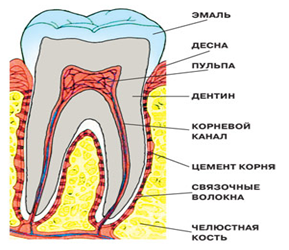 ЭМАЛЬ
ДЕСНА
ПУЛЬПА
ДЕНТИН
КОРНЕВОЙ
КАНАЛ
ЦЕМЕНТ КОРНЯ
СВЯЗОЧНЫЕ
ВОЛОКНА
ЧЕЛЮСТНАЯ
КОСТЬ